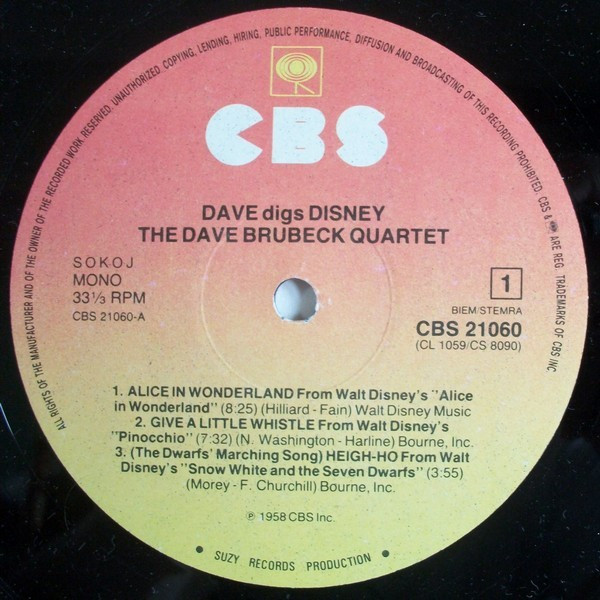 ALL RIGHTS OF THE MANUFACTURER AND OF THE OWNER OF THE RECORDED WORK RESERVED. UNAUTHORIZED COPYING, LENDING, HIRING, PUBLIC PERFORMANCE, DIFFUSION AND BROADCASTING OF THIS RECORDING PROHIBITED. CBS & ARE REG. TRADEMARKS OF CBS INC
CBS
DAVE digs DISNEY
THE DAVE BRUBECK QUARTET
SOKOJ
MONO
33⅓ RPM
CBS 21060-A
1
BIEM/STEMRA
CBS 21060
(CL 1059/CS 8090)
1. ALICE IN WONDERLAND From Walt Disney's "Alice
in Wonderland" (8:25) (Hilliard - Fain) Walt Disney Music
2. GIVE A LITTLE WHISTLE From Walt Disney's
"Pinocchio" (7:32) (N. Washington - Harline) Bourne, Inc.
3. (The Dwarfs' Marching Song) HEIGH-HO From Walt
Disney's "Snow White and the Seven Dwarfs" (3:55)
(Morey - F. Churchill) Bourne, Inc.
℗ 1958 CBS Inc.
• SUZY RECORDS PRODUCTION •